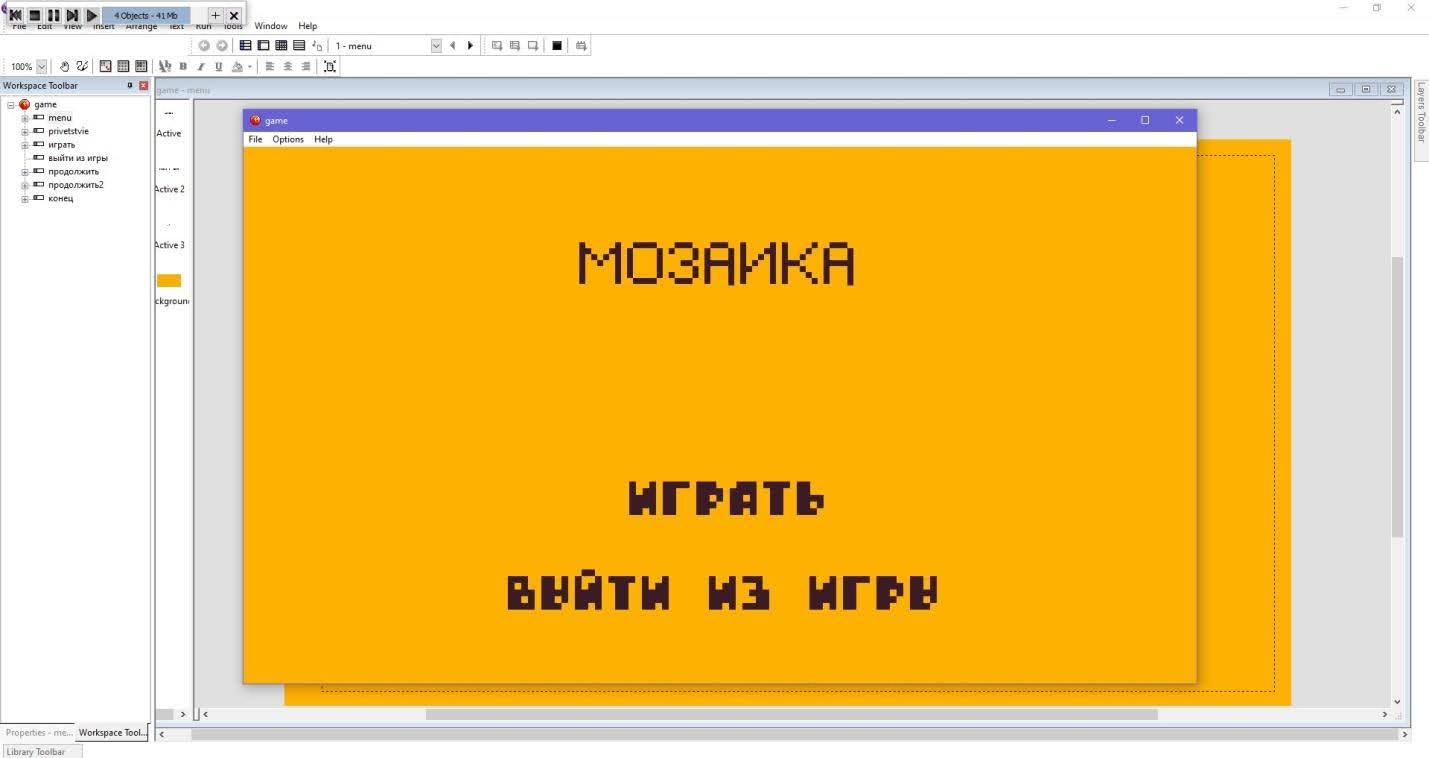 4 Objects - 41 Mb
File Edit View Insert Arrange Text Run Tools Window Help
1 - menu
100%
B I U
Workspace Toolbar
game - menu
game
menu
privetstvie
играть
выйти из игры
продолжить
продолжить2
конец
Active
Active 2
Active 3
ckground
game
File Options Help
МОЗАИКА
ИГРАТЬ
ВЫЙТИ ИЗ ИГРЫ
Layers Toolbar
Properties - me...
Workspace Tool...
Library Toolbar